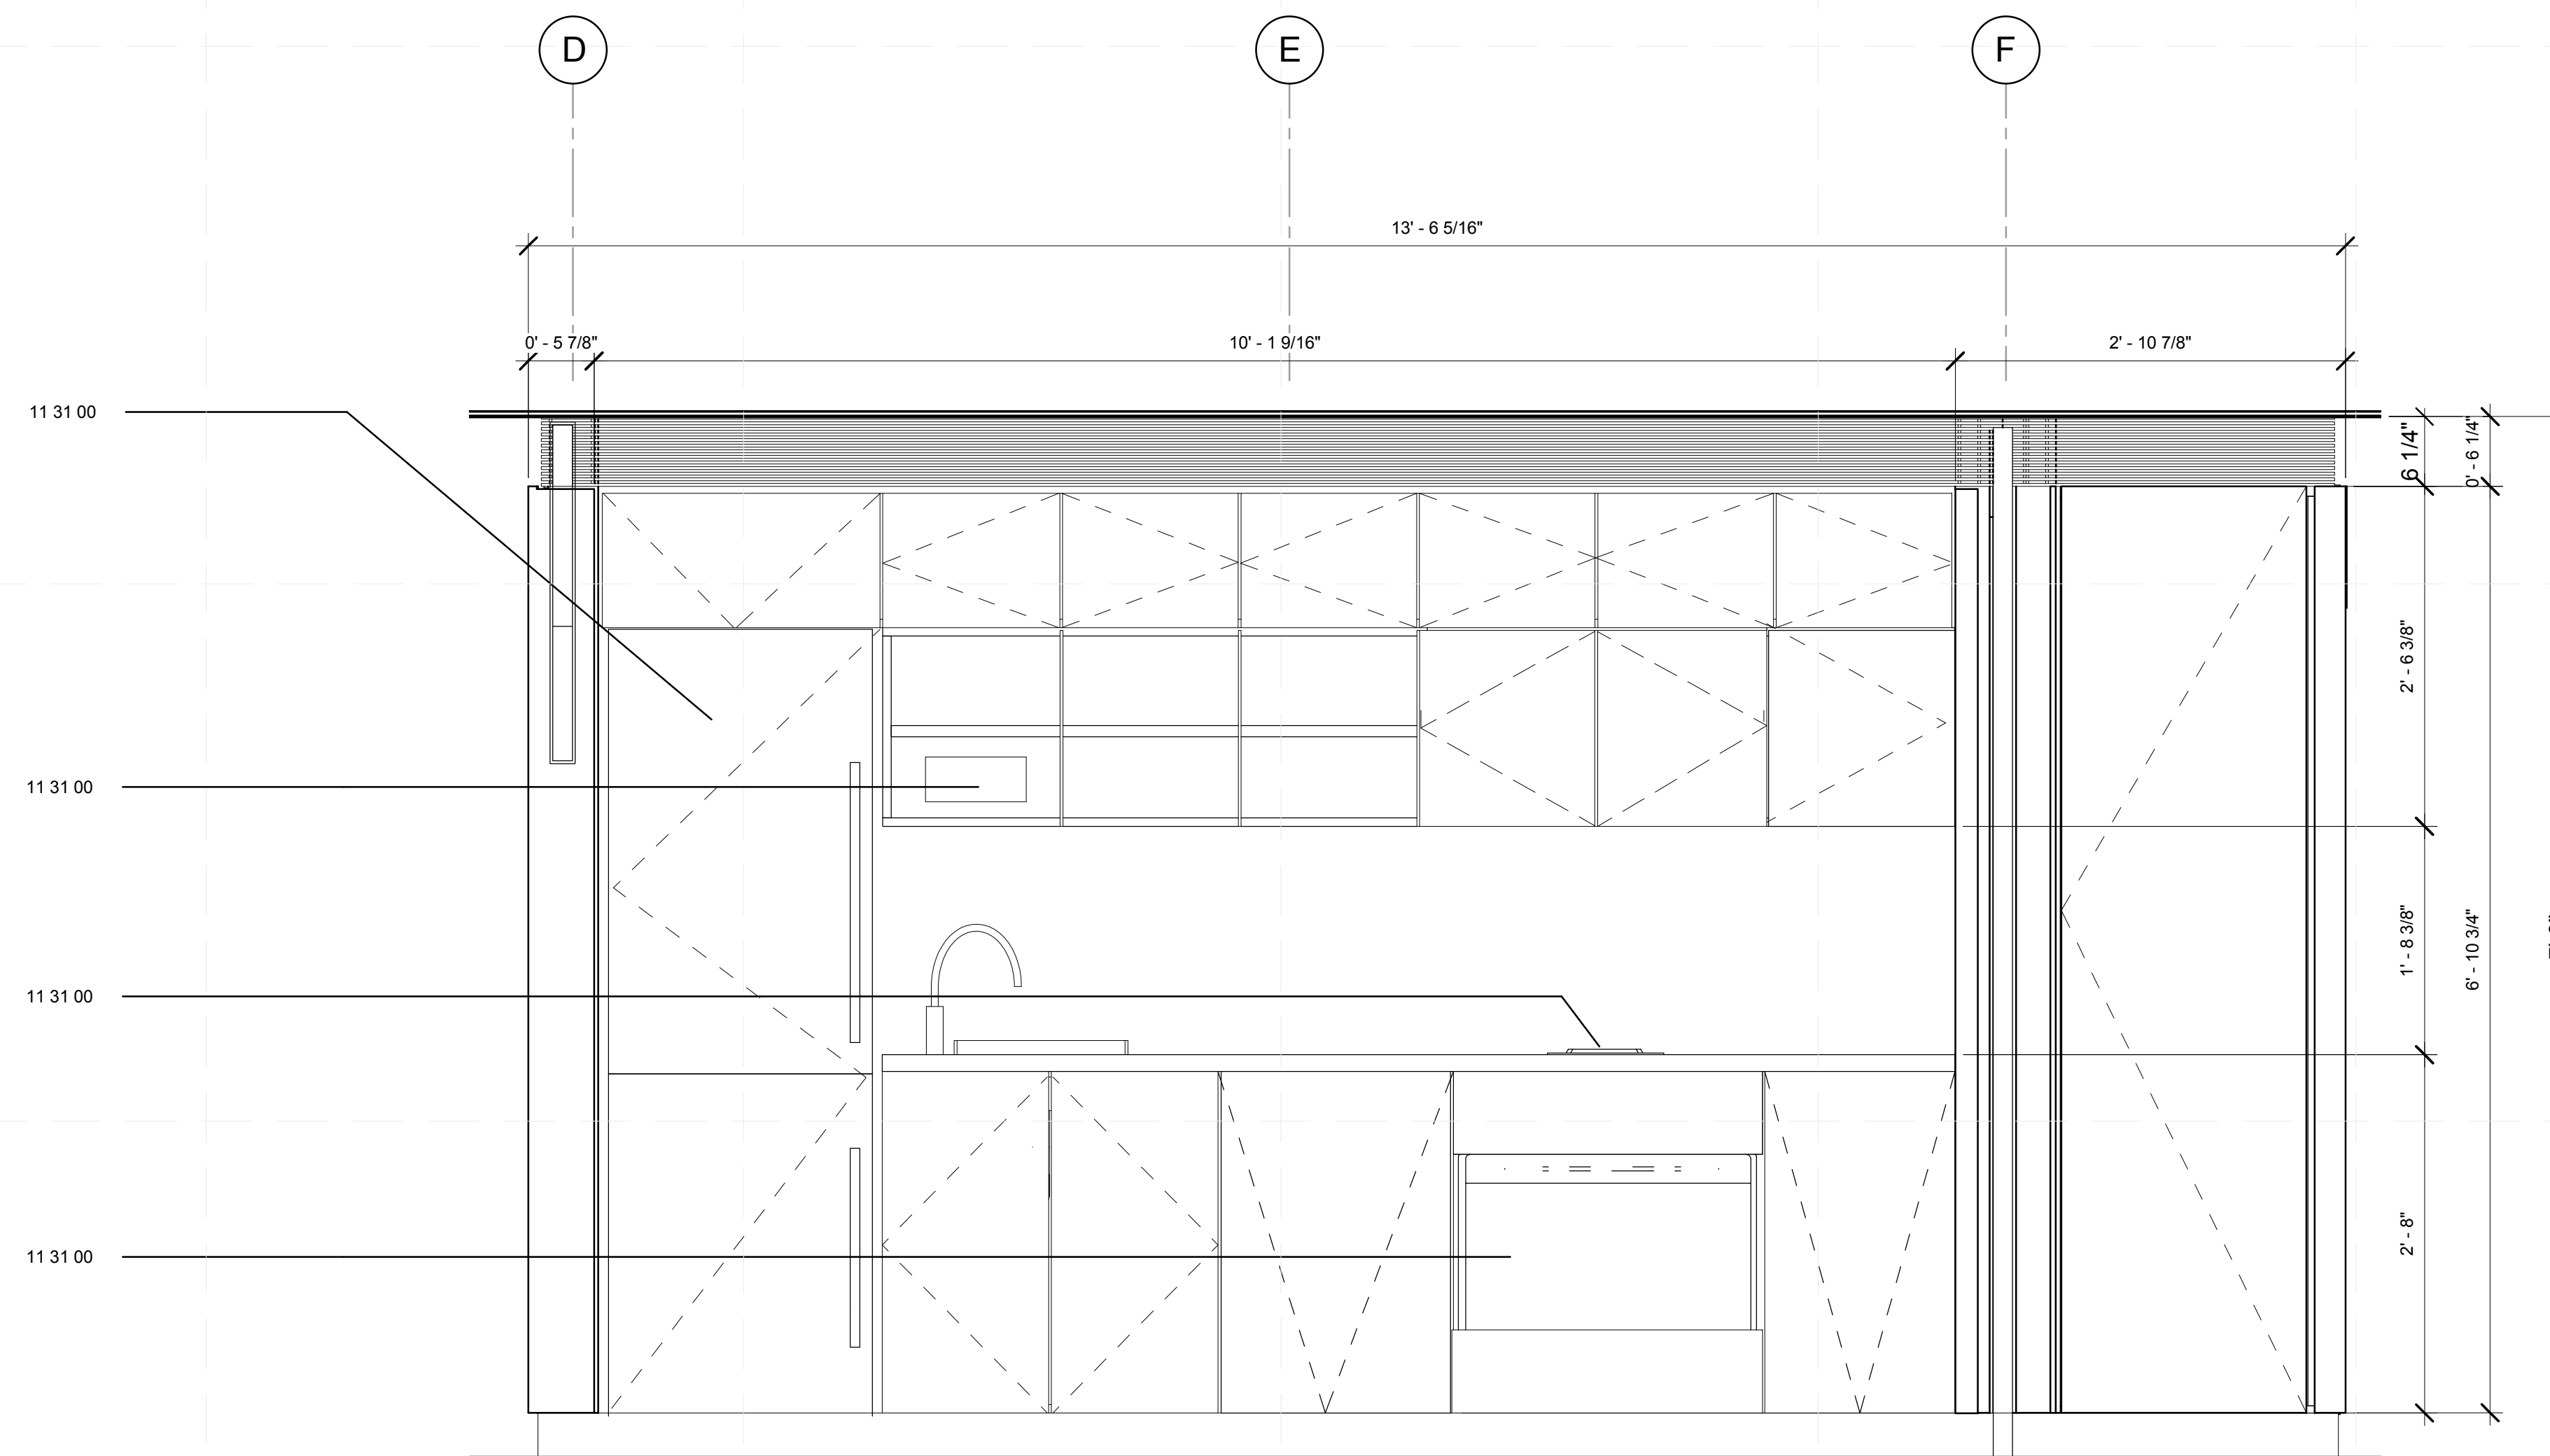 D
E
F
13' - 6 5/16"
0' - 5 7/8"
10' - 1 9/16"
2' - 10 7/8"
11 31 00
6 1/4"
0' - 6 1/4"
2' - 6 3/8"
11 31 00
1' - 8 3/8"
6' - 10 3/4"
11 31 00
2' - 8"
11 31 00